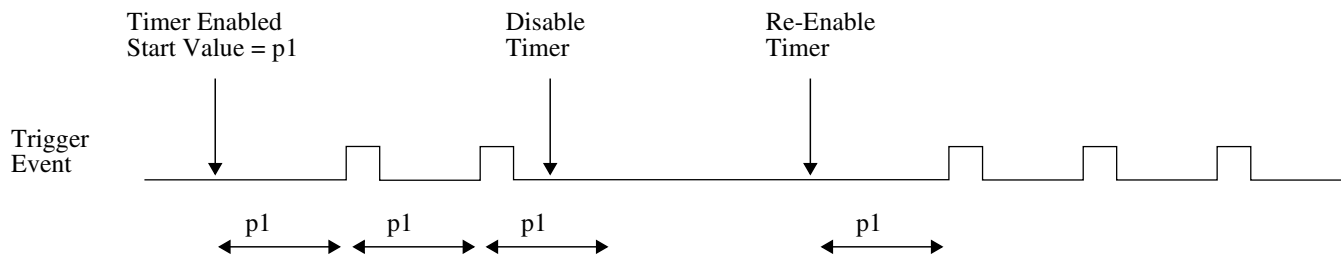 Timer Enabled
Start Value = p1
Disable
Timer
Re-Enable
Timer
Trigger
Event
p1
p1
p1
p1